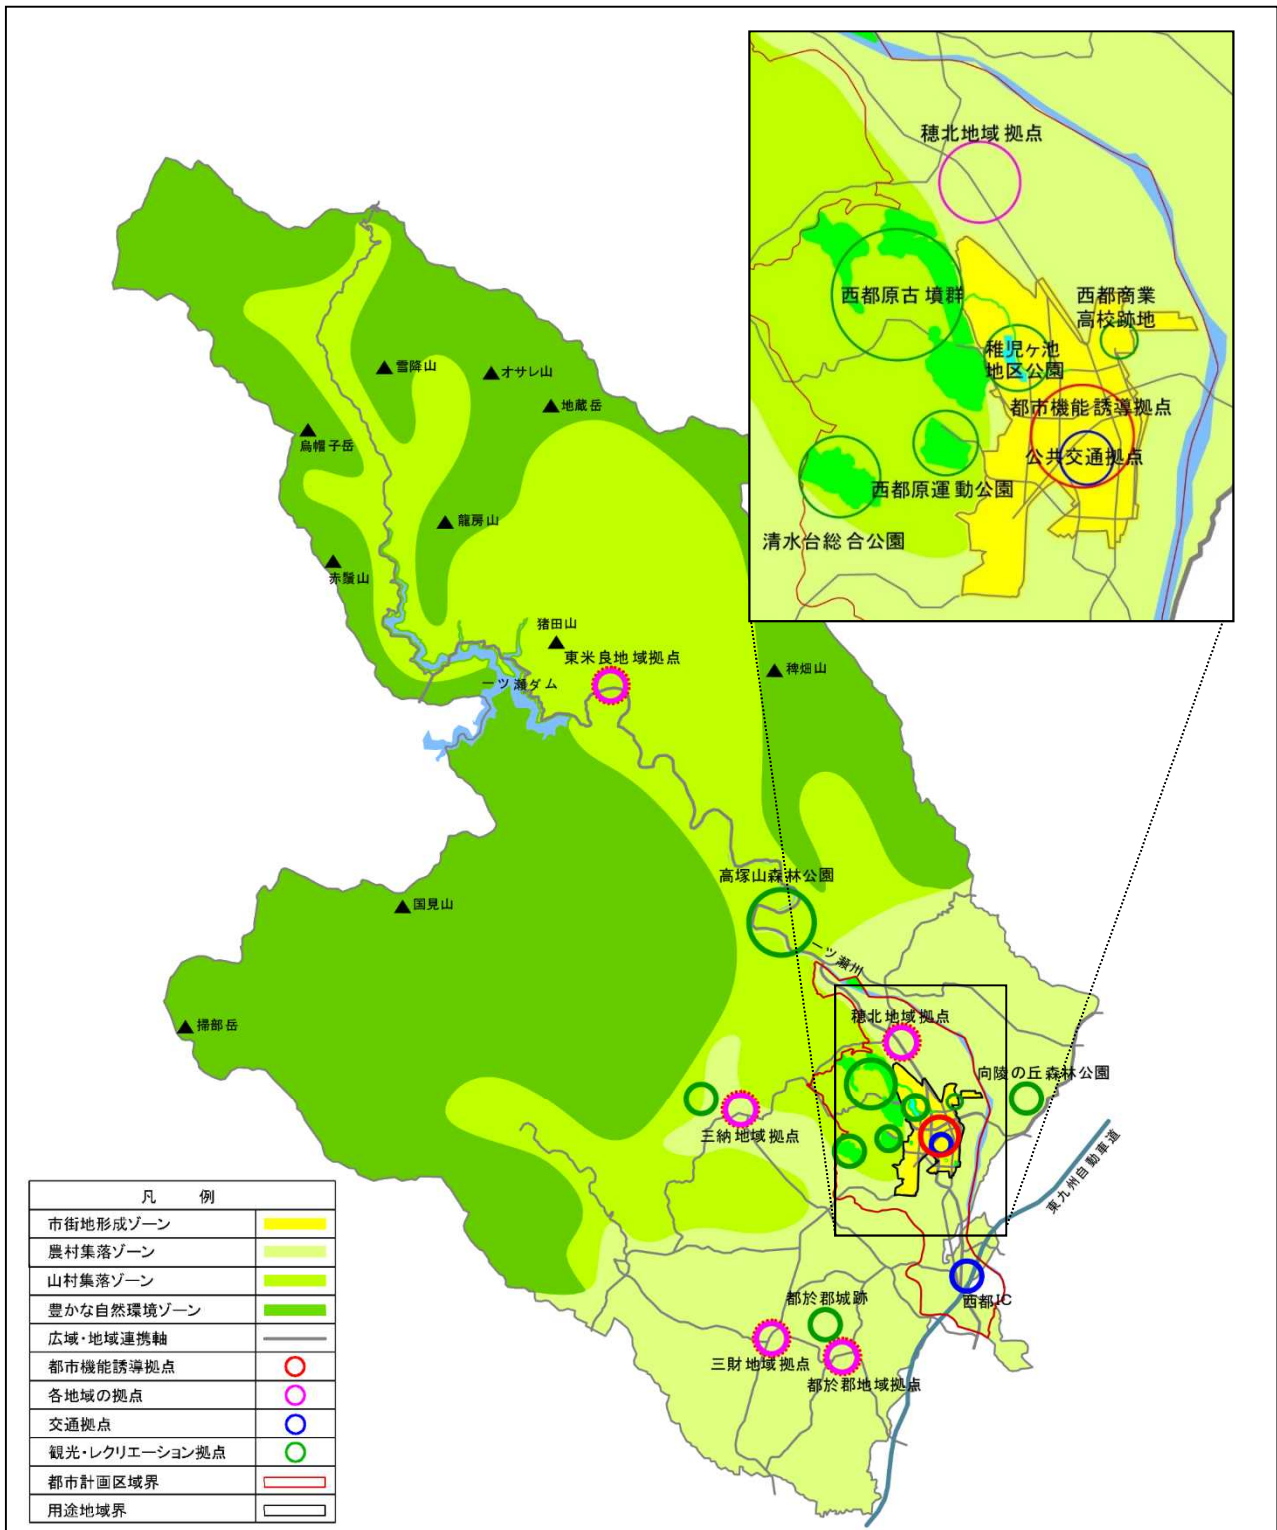 穂北地域拠点
西都原古墳群
西都商業
高校跡地
稚児ヶ池
地区公園
都市機能誘導拠点
公共交通拠点
西都原運動公園
清水台総合公園
雪降山
オサレ山
地蔵岳
烏帽子岳
龍房山
赤髭山
猪田山
東米良地域拠点
一ツ瀬ダム
稗畑山
高塚山森林公園
一ツ瀬川
国見山
掃部岳
穂北地域拠点
向陵の丘森林公園
三納地域拠点
東九州自動車道
西都IC
都於郡城跡
三財地域拠点
都於郡地域拠点
凡 例
市街地形成ゾーン
農村集落ゾーン
山村集落ゾーン
豊かな自然環境ゾーン
広域・地域連携軸
都市機能誘導拠点
各地域の拠点
交通拠点
観光・レクリエーション拠点
都市計画区域界
用途地域界